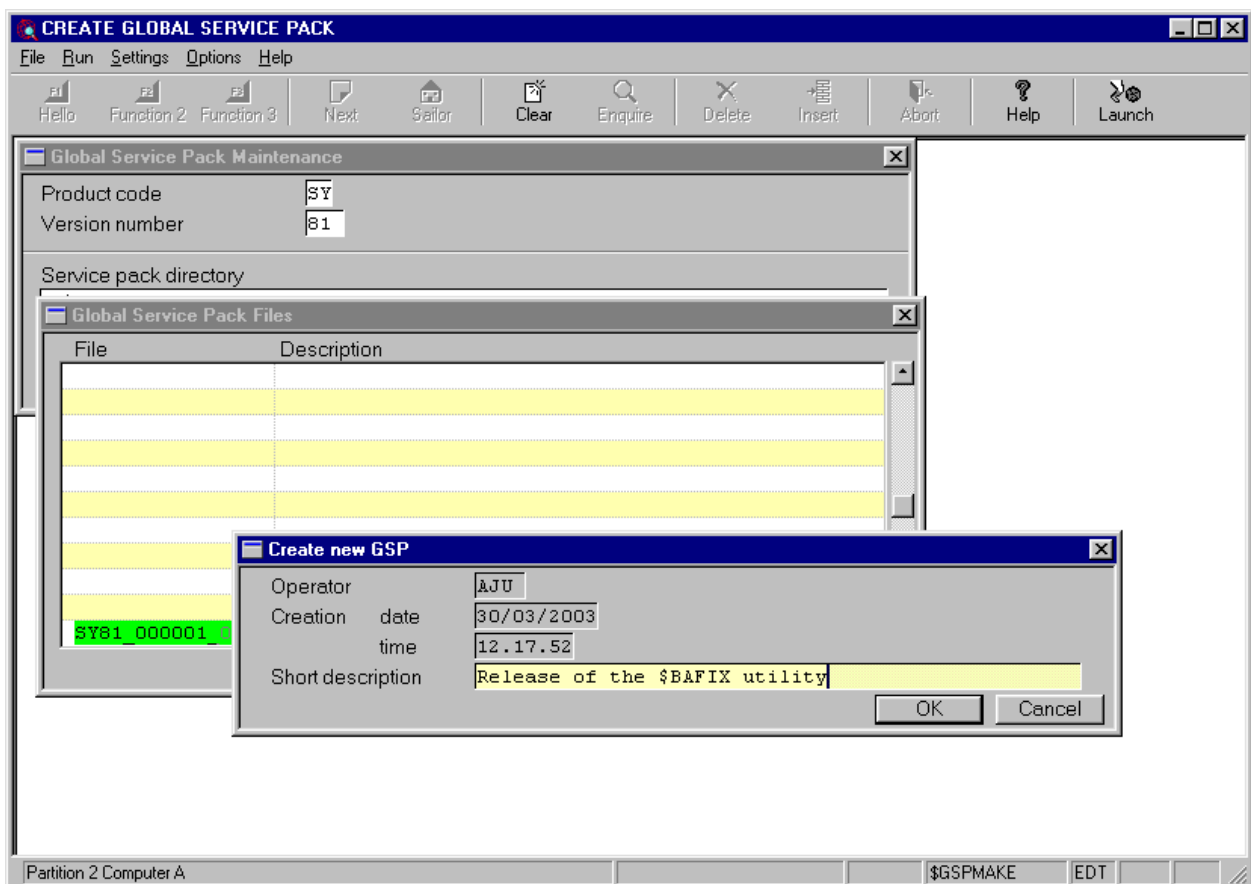 CREATE GLOBAL SERVICE PACK
File Run Settings Options Help
F1 F2 F3
Hello Function 2 Function 3 Next Sailor Clear Enquire Delete Insert Abort Help Launch
Global Service Pack Maintenance
Product code SY
Version number 81
Service pack directory
Global Service Pack Files
File Description
Create new GSP
Operator AJU
Creation date 30/03/2003
SY81_000001_
time 12.17.52
Short description Release of the $BAFIX utility
OK Cancel
Partition 2 Computer A $GSPMAKE EDT